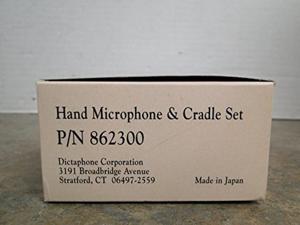 Hand Microphone & Cradle Set
P/N 862300
Dictaphone Corporation
3191 Broadbridge Avenue
Stratford, CT 06497-2559
Made in Japan